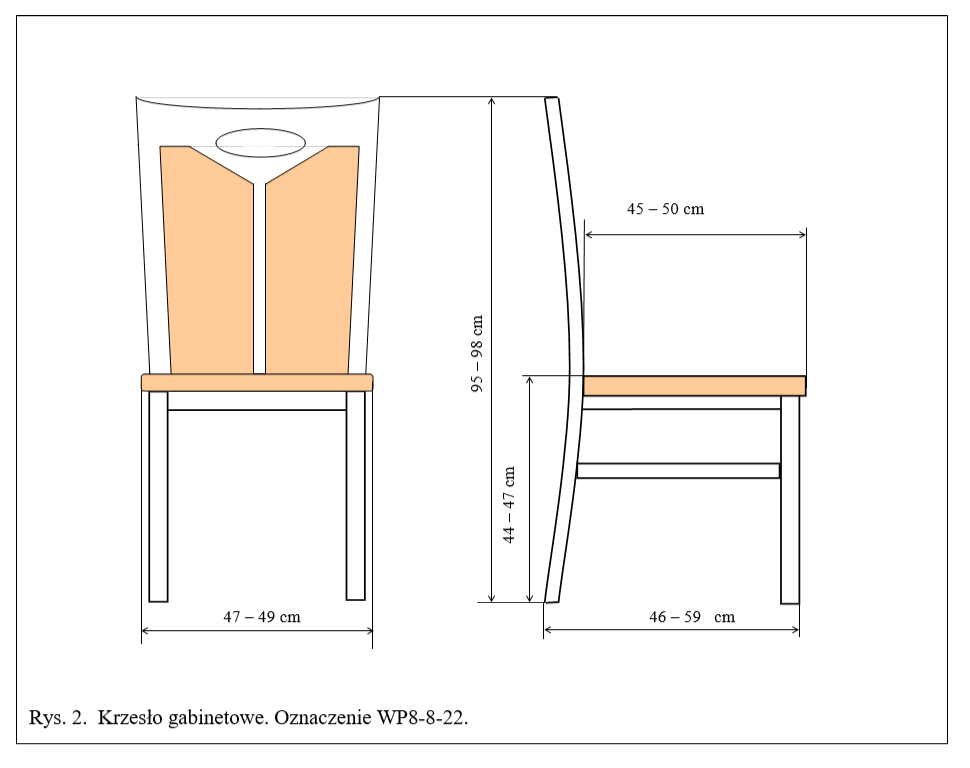 45 – 50 cm
95 – 98 cm
44 – 47 cm
47 – 49 cm
46 – 59 cm
Rys. 2. Krzesło gabinetowe. Oznaczenie WP8-8-22.